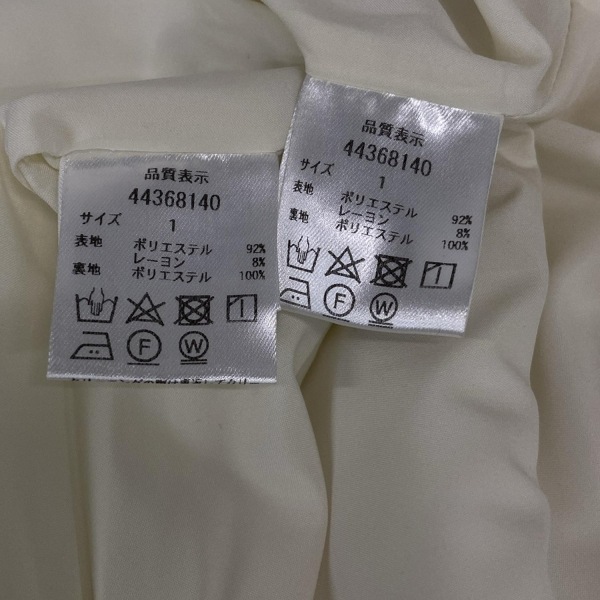 品質表示
44368140
サイズ 1
表地 ポリエステル 92%
レーヨン 8%
裏地 ポリエステル 100%
F W
品質表示
44368140
サイズ 1
表地 ポリエステル 92%
レーヨン 8%
裏地 ポリエステル 100%
F W